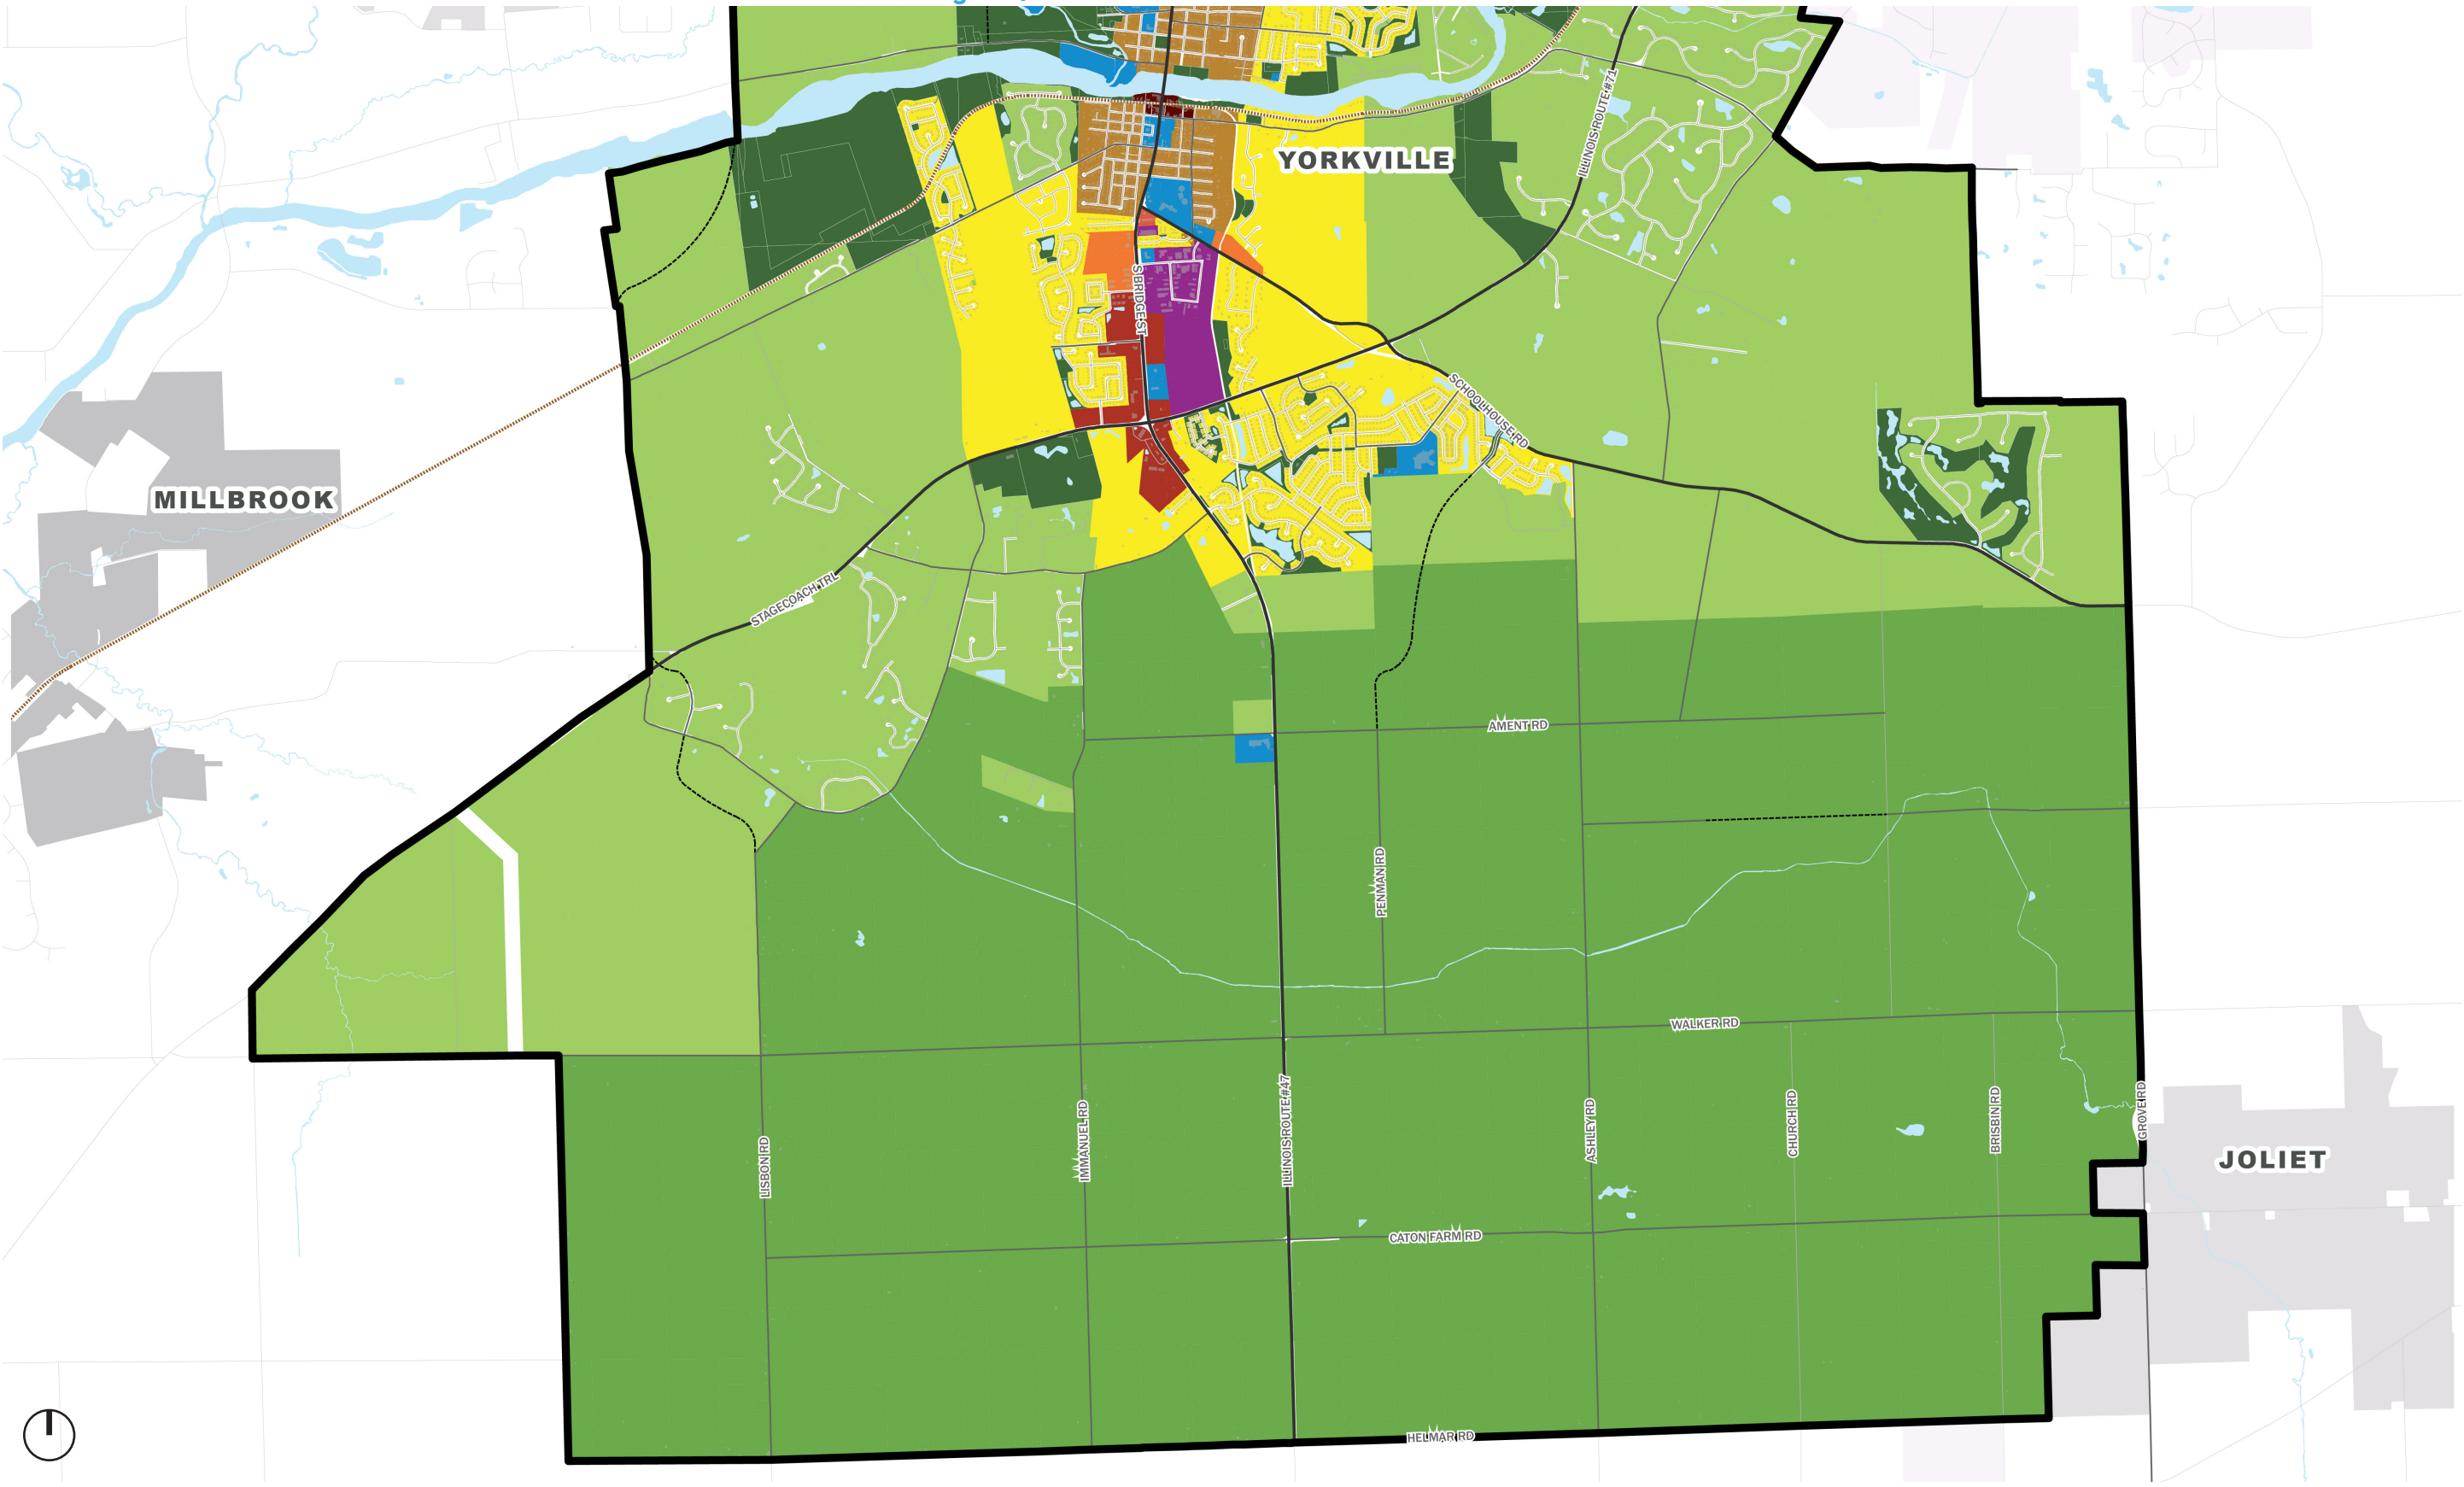 ILLINOIS ROUTE #71
YORKVILLE
S BRIDGE ST
SCHOOLHOUSE RD
MILLBROOK
STAGECOACH TRL
AMENT RD
PENMAN RD
WALKER RD
LISBON RD
IMMANUEL RD
ILLINOIS ROUTE #47
ASHLEY RD
CHURCH RD
BRISBIN RD
GROVE RD
JOLIET
CATON FARM RD
HELMAR RD